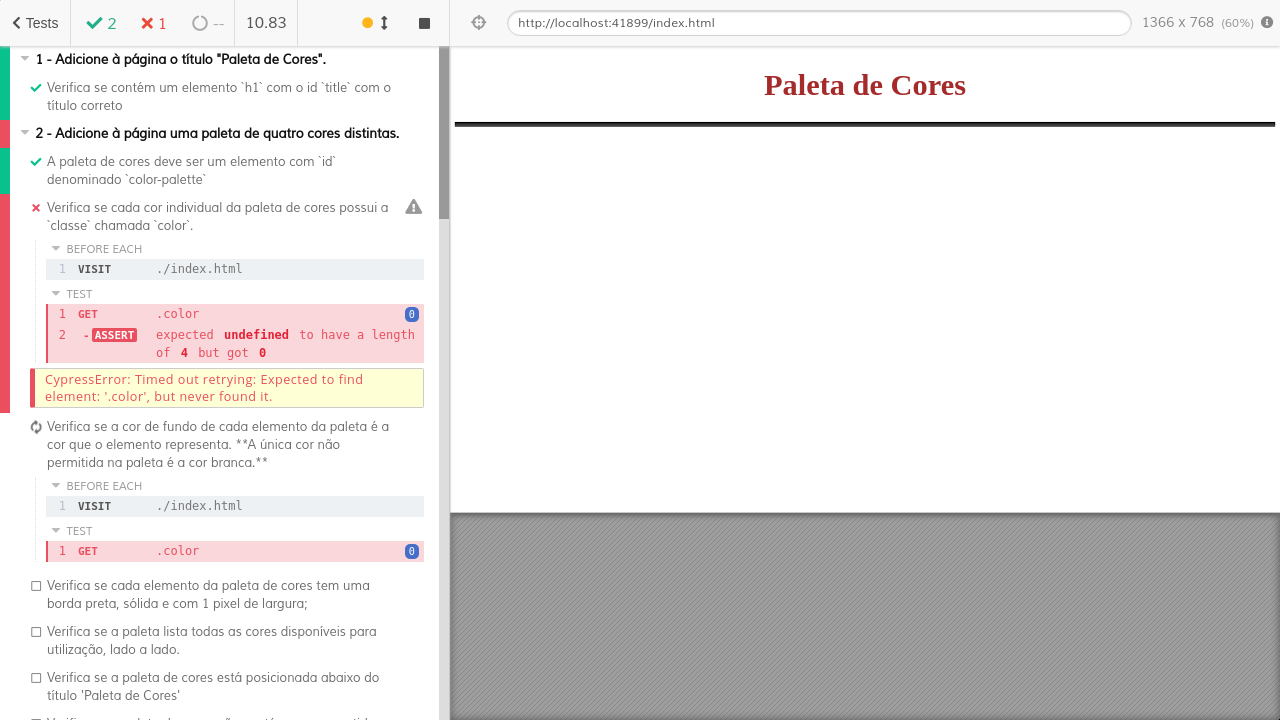 Tests
2
1
--
10.83
http://localhost:41899/index.html
1366 x 768 (60%)
1 - Adicione à página o título "Paleta de Cores".
Verifica se contém um elemento `h1` com o id `title` com o
título correto
2 - Adicione à página uma paleta de quatro cores distintas.
A paleta de cores deve ser um elemento com `id`
denominado `color-palette`
Verifica se cada cor individual da paleta de cores possui a
`classe` chamada `color`.
BEFORE EACH
1 VISIT ./index.html
TEST
1 GET .color 0
2 - ASSERT expected undefined to have a length
of 4 but got 0
CypressError: Timed out retrying: Expected to find
element: '.color', but never found it.
Verifica se a cor de fundo de cada elemento da paleta é a
cor que o elemento representa. **A única cor não
permitida na paleta é a cor branca.**
BEFORE EACH
1 VISIT ./index.html
TEST
1 GET .color 0
Verifica se cada elemento da paleta de cores tem uma
borda preta, sólida e com 1 pixel de largura;
Verifica se a paleta lista todas as cores disponíveis para
utilização, lado a lado.
Verifica se a paleta de cores está posicionada abaixo do
título 'Paleta de Cores'
Paleta de Cores